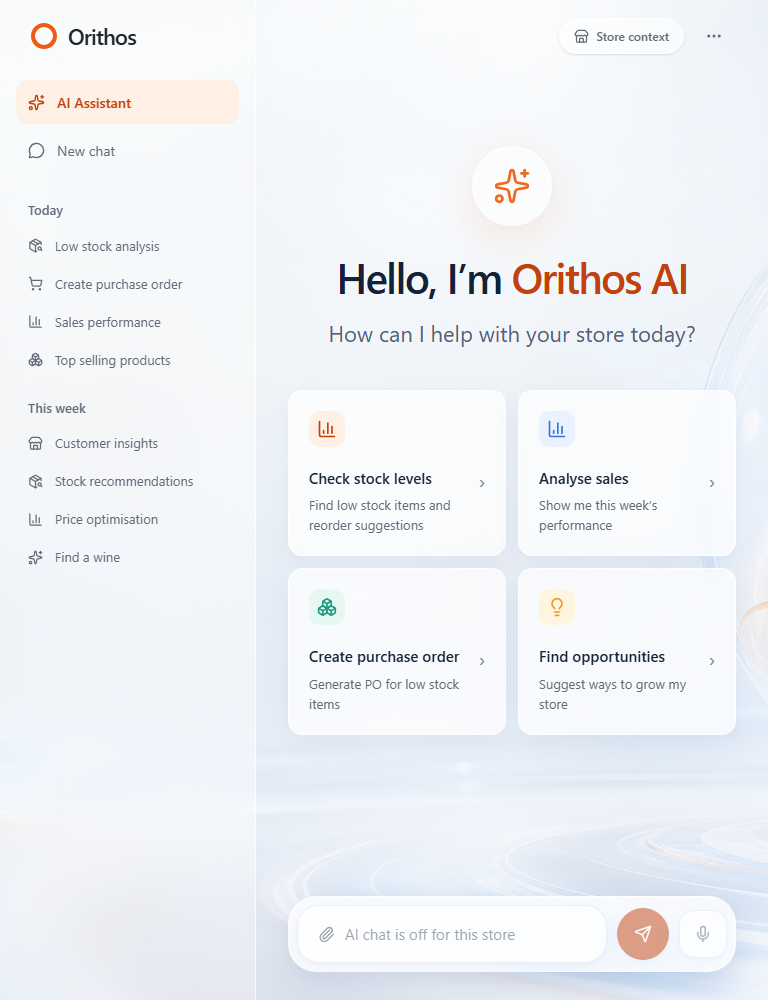 Orithos
Store context
AI Assistant
New chat
Today
Low stock analysis
Create purchase order
Sales performance
Top selling products
This week
Customer insights
Stock recommendations
Price optimisation
Find a wine
Hello, I’m Orithos AI
How can I help with your store today?
Check stock levels
Find low stock items and
reorder suggestions
Analyse sales
Show me this week’s
performance
Create purchase order
Generate PO for low stock
items
Find opportunities
Suggest ways to grow my
store
AI chat is off for this store